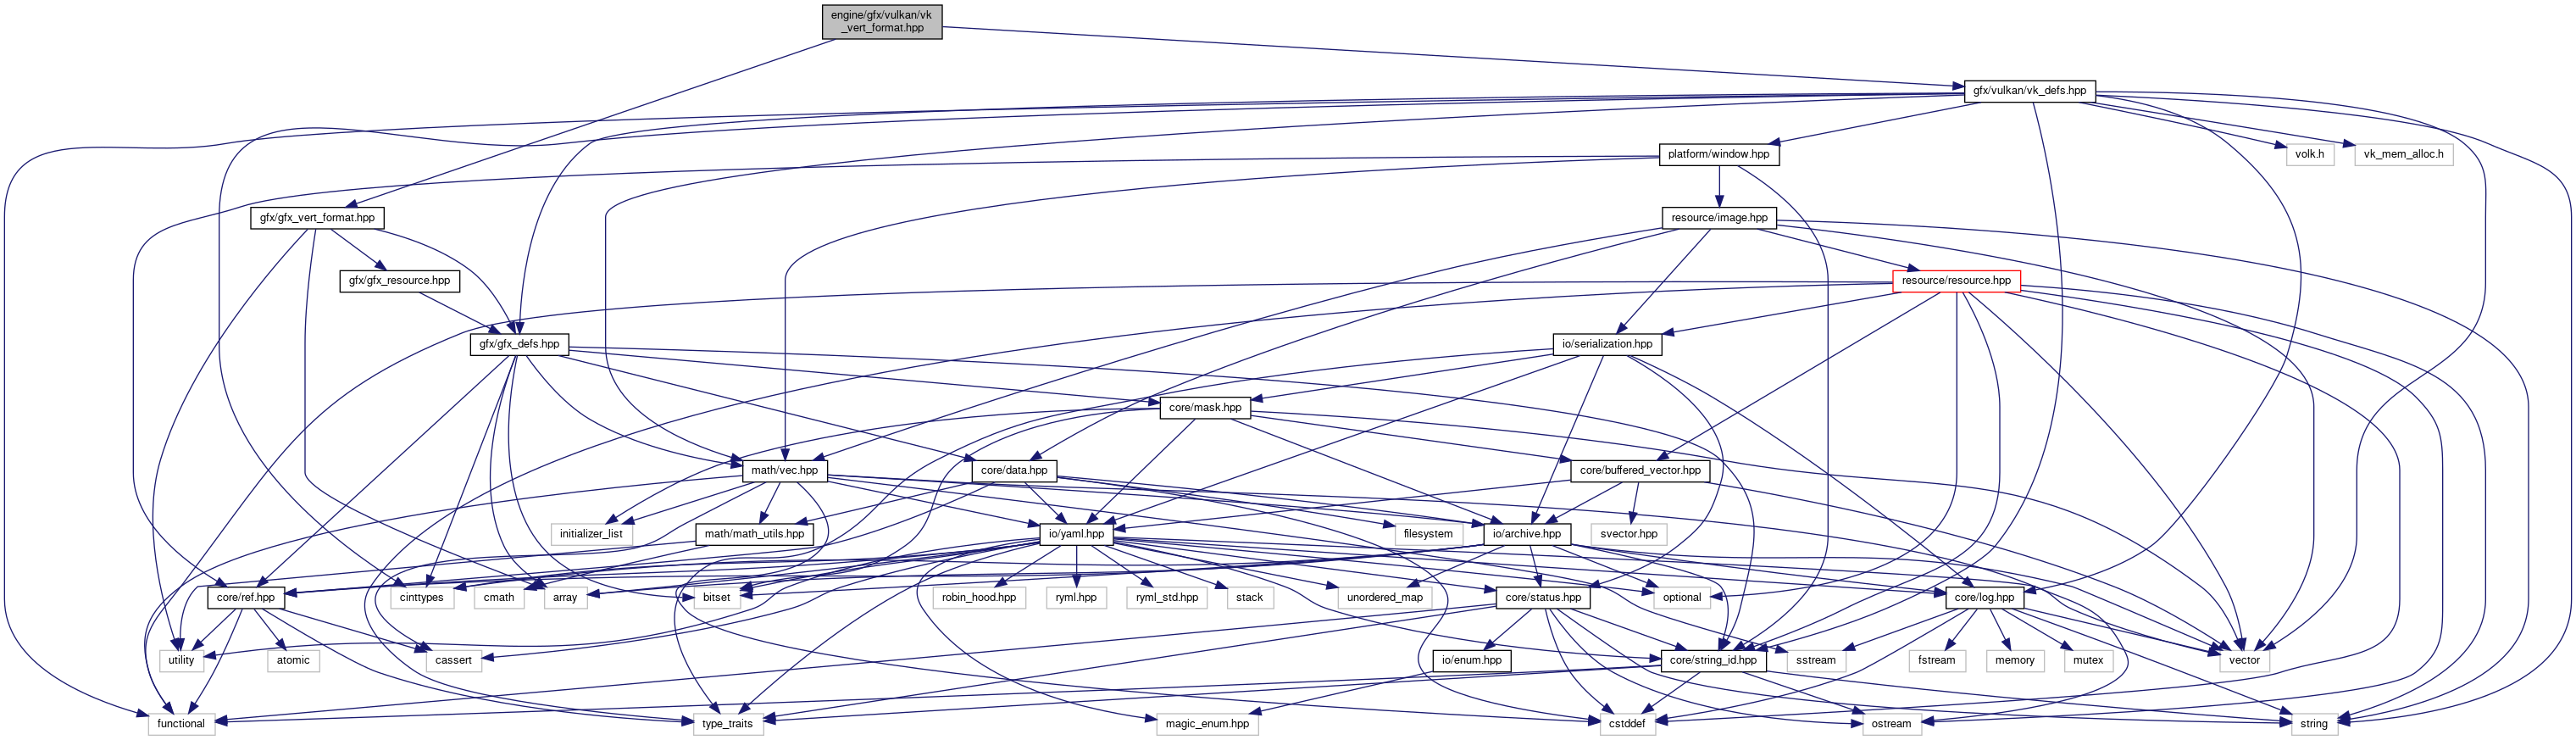 engine/gfx/vulkan/vk
_vert_format.hpp
gfx/vulkan/vk_defs.hpp
platform/window.hpp
volk.h
vk_mem_alloc.h
gfx/gfx_vert_format.hpp
resource/image.hpp
gfx/gfx_resource.hpp
resource/resource.hpp
gfx/gfx_defs.hpp
io/serialization.hpp
core/mask.hpp
math/vec.hpp
core/data.hpp
core/buffered_vector.hpp
initializer_list
math/math_utils.hpp
io/yaml.hpp
filesystem
io/archive.hpp
svector.hpp
core/ref.hpp
cinttypes
cmath
array
bitset
robin_hood.hpp
ryml.hpp
ryml_std.hpp
stack
unordered_map
core/status.hpp
optional
core/log.hpp
utility
atomic
cassert
io/enum.hpp
core/string_id.hpp
sstream
fstream
memory
mutex
vector
functional
type_traits
magic_enum.hpp
cstddef
ostream
string